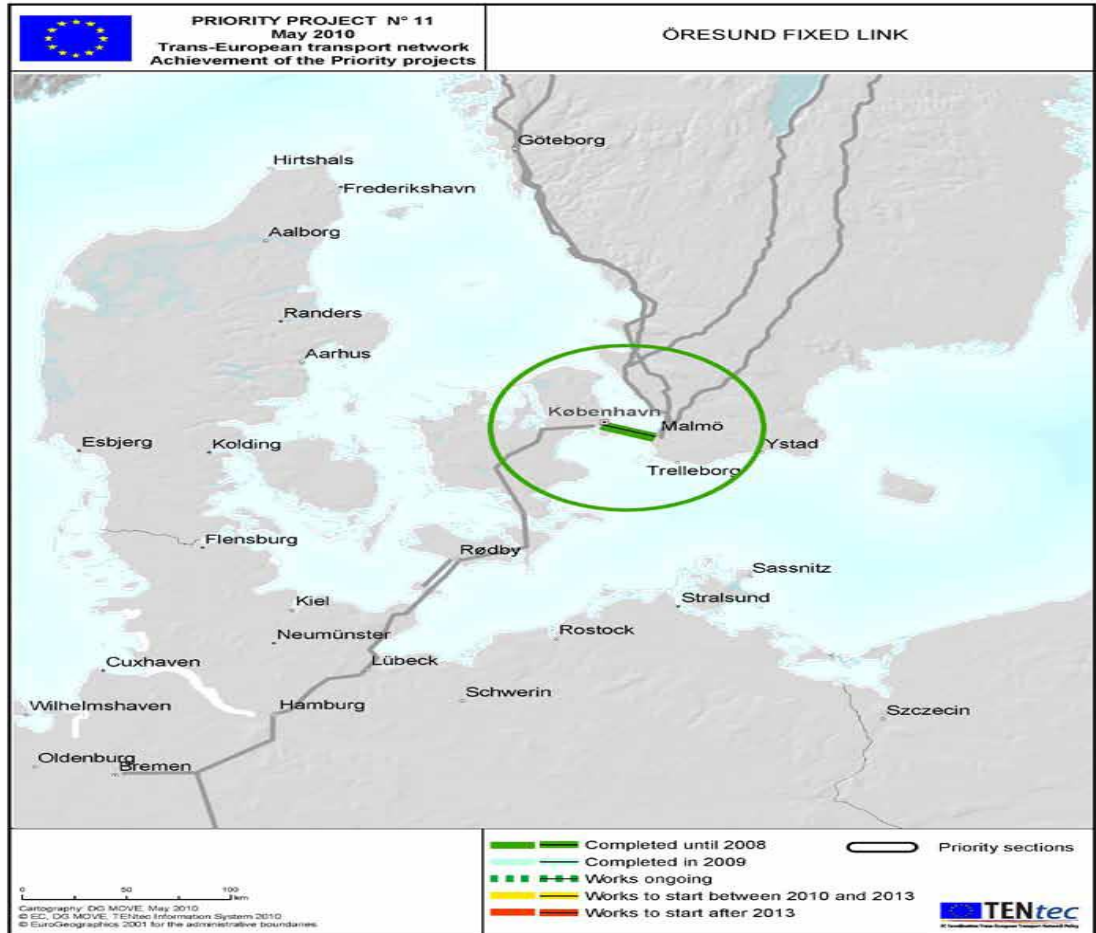 PRIORITY PROJECT N° 11
May 2010
Trans-European transport network
Achievement of the Priority projects
ÖRESUND FIXED LINK
Göteborg
Hirtshals
Frederikshavn
Aalborg
Randers
Aarhus
København
Malmö
Esbjerg
Kolding
Ystad
Trelleborg
Flensburg
Rødby
Sassnitz
Kiel
Stralsund
Neumünster
Rostock
Cuxhaven
Lübeck
Schwerin
Wilhelmshaven
Hamburg
Szczecin
Oldenburg
Bremen
Completed until 2008
Priority sections
Completed in 2009
Works ongoing
Works to start between 2010 and 2013
Works to start after 2013
0 50 100
km
Cartography: DG MOVE, May 2010
© EC, DG MOVE, TENtec Information System 2010
© EuroGeographics 2001 for the administrative boundaries
TENtec